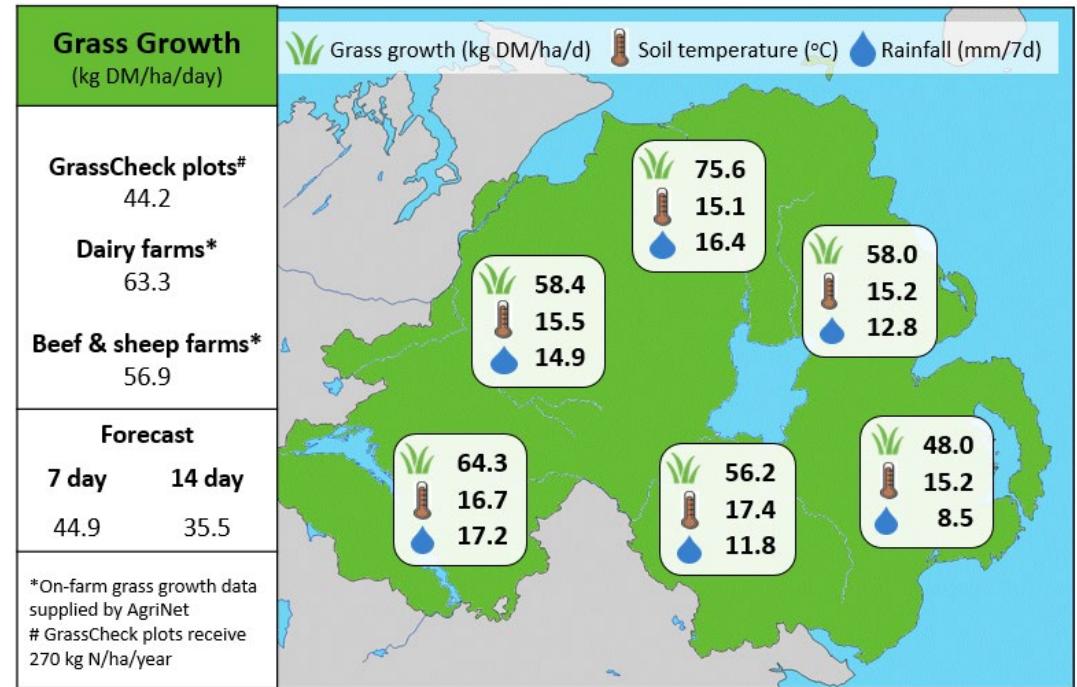 Grass Growth
(kg DM/ha/day)
GrassCheck plots#
44.2
Dairy farms*
63.3
Beef & sheep farms*
56.9
Forecast
7 day 14 day
44.9 35.5
*On-farm grass growth data
supplied by AgriNet
# GrassCheck plots receive
270 kg N/ha/year
Grass growth (kg DM/ha/d) Soil temperature (°C) Rainfall (mm/7d)
75.6
15.1
16.4
58.0
15.2
12.8
58.4
15.5
14.9
64.3
16.7
17.2
56.2
17.4
11.8
48.0
15.2
8.5